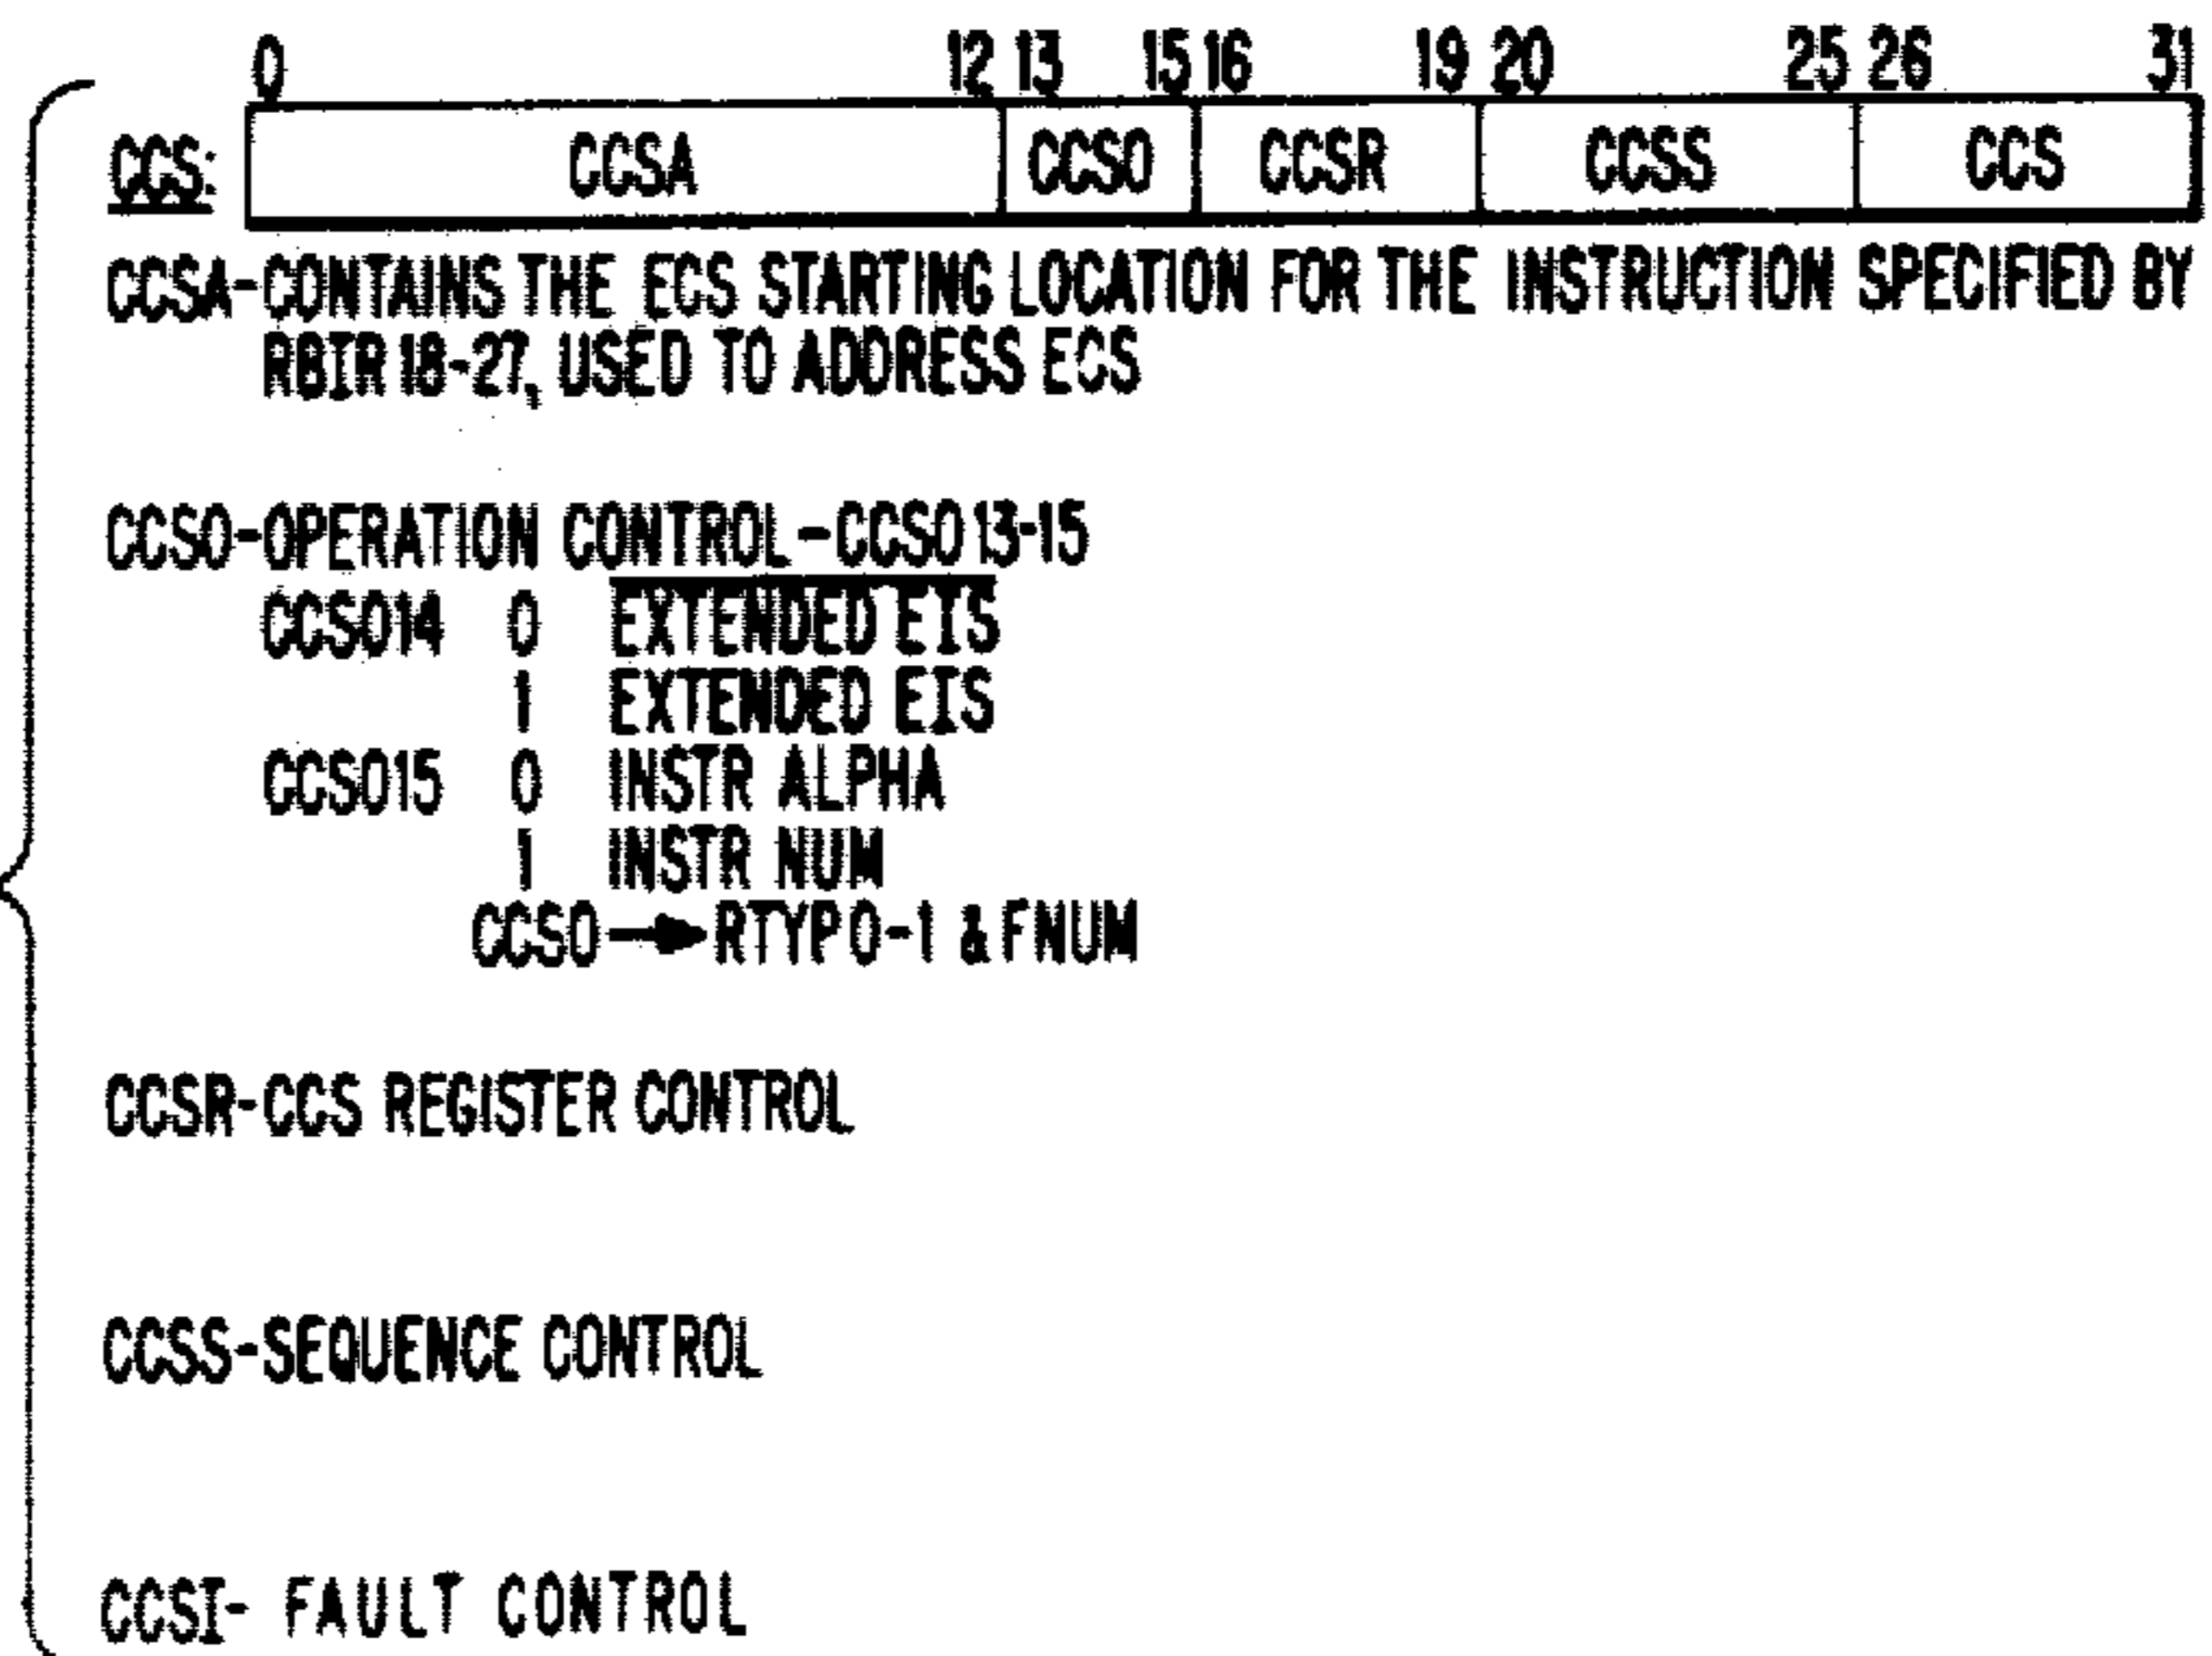 0 12 13 15 16 19 20 25 26 31
CCS: CCSA CCSO CCSR CCSS CCS
CCSA-CONTAINS THE ECS STARTING LOCATION FOR THE INSTRUCTION SPECIFIED BY
RBIR 18-27, USED TO ADDRESS ECS
CCSO-OPERATION CONTROL-CCSO 13-15
CCSO14 0 EXTENDED EIS
1 EXTENDED EIS
CCSO15 0 INSTR ALPHA
1 INSTR NUM
CCSO→RTYP 0-1 & FNUM
CCSR-CCS REGISTER CONTROL
CCSS-SEQUENCE CONTROL
CCSI- FAULT CONTROL